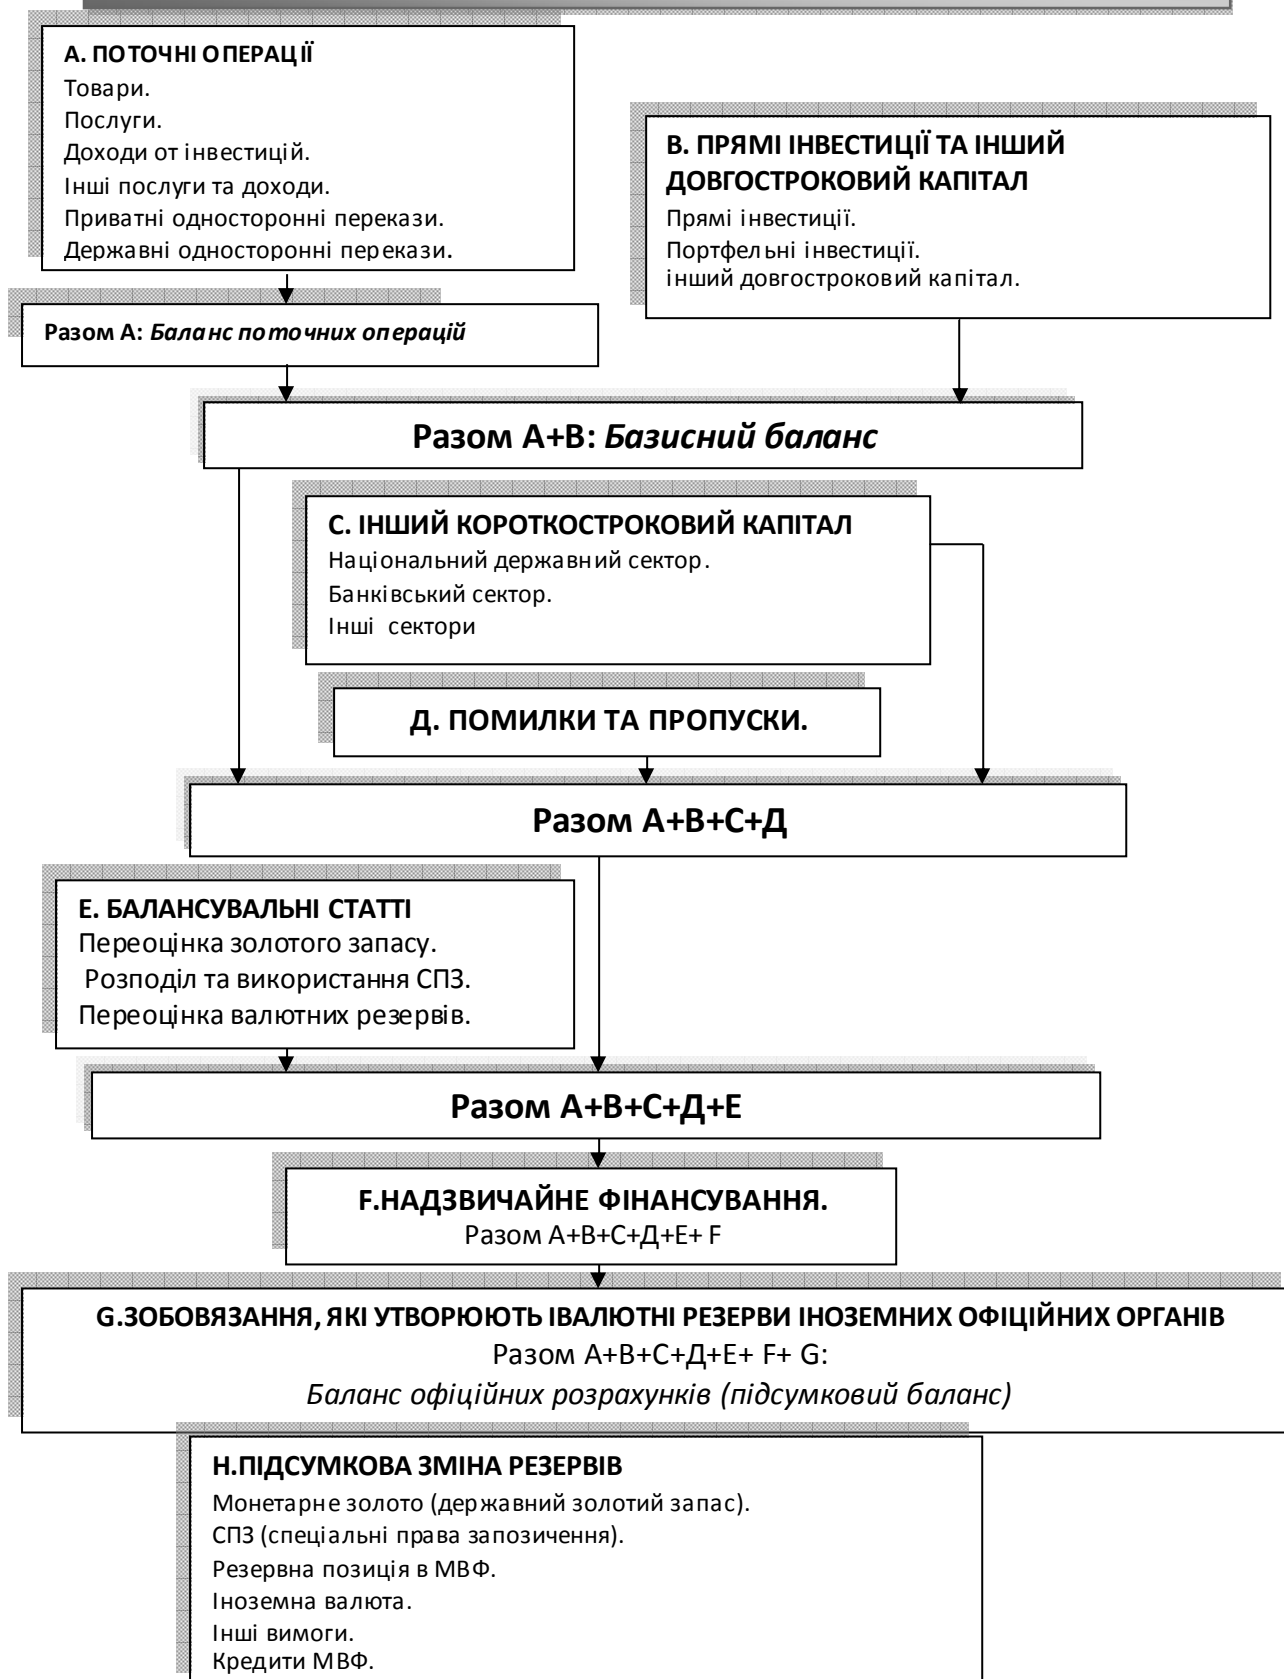 А. ПОТОЧНІ ОПЕРАЦІЇ
Товари.
Послуги.
Доходи от інвестицій.
Інші послуги та доходи.
Приватні односторонні перекази.
Державні односторонні перекази.
В. ПРЯМІ ІНВЕСТИЦІЇ ТА ІНШИЙ
ДОВГОСТРОКОВИЙ КАПІТАЛ
Прямі інвестиції.
Портфельні інвестиції.
інший довгостроковий капітал.
Разом А: Баланс поточних операцій
Разом А+В: Базисний баланс
С. ІНШИЙ КОРОТКОСТРОКОВИЙ КАПІТАЛ
Національний державний сектор.
Банківський сектор.
Інші сектори
Д. ПОМИЛКИ ТА ПРОПУСКИ.
Разом А+В+С+Д
Е. БАЛАНСУВАЛЬНІ СТАТТІ
Переоцінка золотого запасу.
Розподіл та використання СПЗ.
Переоцінка валютних резервів.
Разом А+В+С+Д+Е
F.НАДЗВИЧАЙНЕ ФІНАНСУВАННЯ.
Разом А+В+С+Д+Е+ F
G.ЗОБОВЯЗАННЯ, ЯКІ УТВОРЮЮТЬ ІВАЛЮТНІ РЕЗЕРВИ ІНОЗЕМНИХ ОФІЦІЙНИХ ОРГАНІВ
Разом А+В+С+Д+Е+ F+ G:
Баланс офіційних розрахунків (підсумковий баланс)
Н.ПІДСУМКОВА ЗМІНА РЕЗЕРВІВ
Монетарне золото (державний золотий запас).
СПЗ (спеціальні права запозичення).
Резервна позиція в МВФ.
Іноземна валюта.
Інші вимоги.
Кредити МВФ.